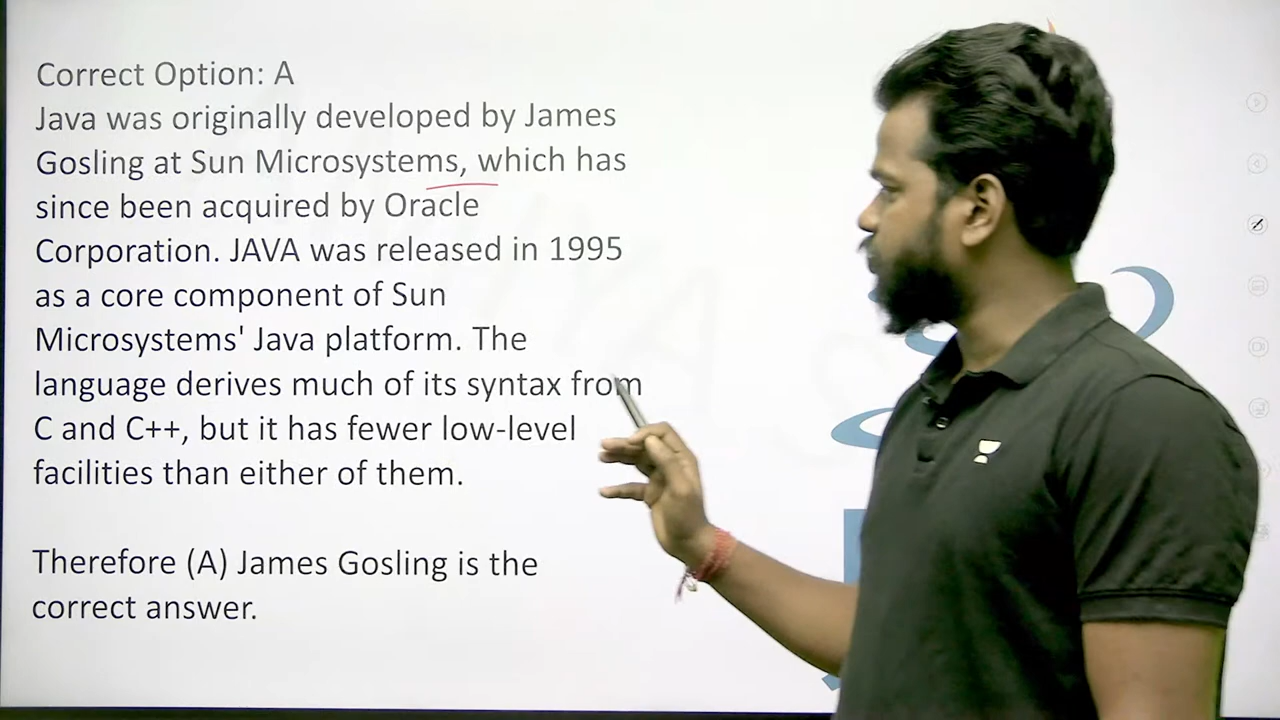 Correct Option: A
Java was originally developed by James
Gosling at Sun Microsystems, which has
since been acquired by Oracle
Corporation. JAVA was released in 1995
as a core component of Sun
Microsystems' Java platform. The
language derives much of its syntax from
C and C++, but it has fewer low-level
facilities than either of them.
Therefore (A) James Gosling is the
correct answer.